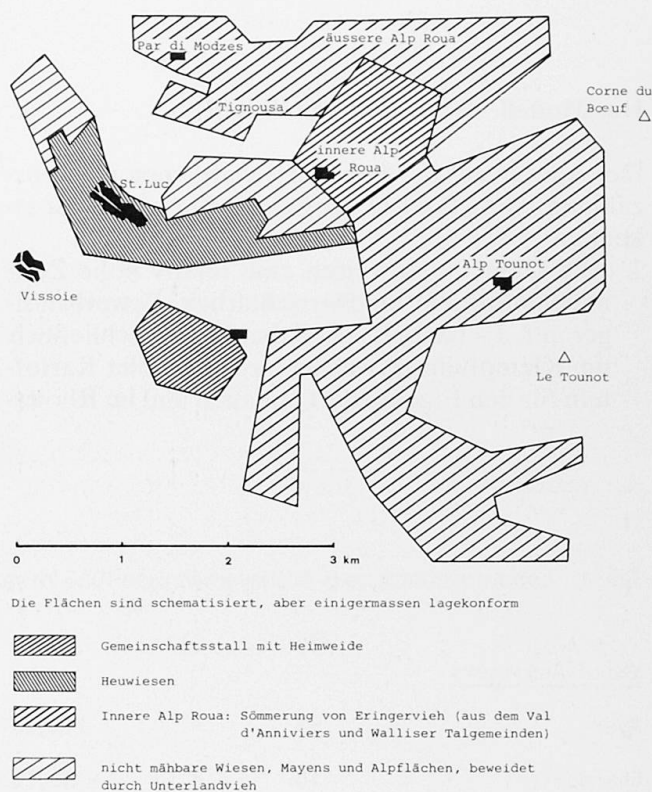 Par di Modzes
äussere Alp Roua
Corne du
Bœuf
Tignousa
innere Alp
Roua
St.Luc
Alp Tounot
Vissoie
Le Tounot
0 1 2 3 km
Die Flächen sind schematisiert, aber einigermassen lagekonform
Gemeinschaftsstall mit Heimweide
Heuwiesen
Innere Alp Roua: Sömmerung von Eringervieh (aus dem Val
d'Anniviers und Walliser Talgemeinden)
nicht mähbare Wiesen, Mayens und Alpflächen, beweidet
durch Unterlandvieh